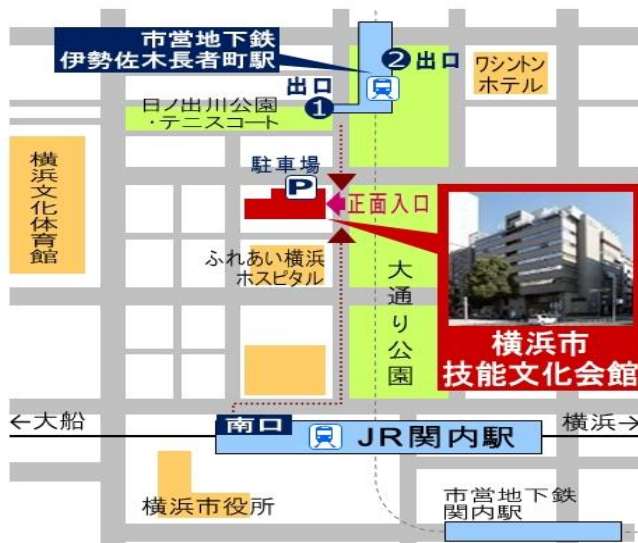 市営地下鉄
伊勢佐木長者町駅
❷出口
ワシントン
ホテル
出口
❶
日ノ出川公園
・テニスコート
横浜文化体育館
駐車場
P
正面入口
ふれあい横浜
ホスピタル
大通り公園
横浜市
技能文化会館
←大船
南口
JR関内駅
横浜→
横浜市役所
市営地下鉄
関内駅